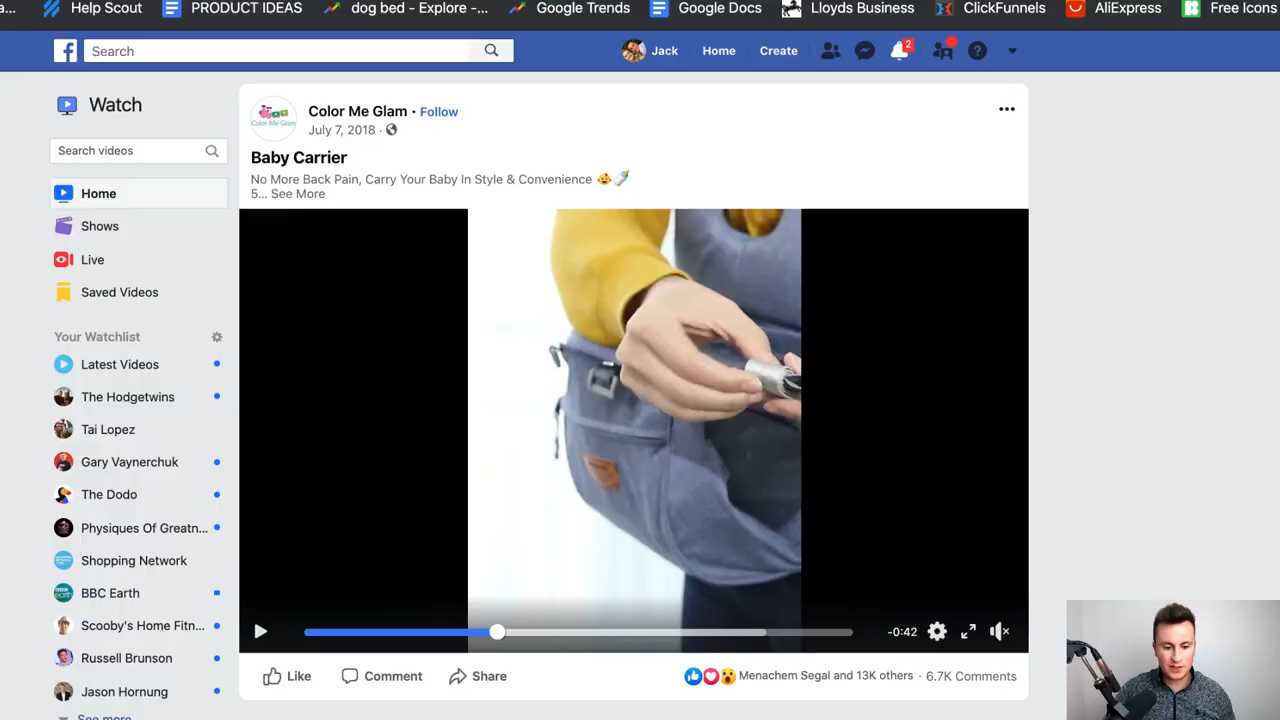 a...
Help Scout
PRODUCT IDEAS
dog bed - Explore -...
Google Trends
Google Docs
Lloyds Business
ClickFunnels
AliExpress
Free Icons
Search
Jack
Home
Create
2
Watch
Search videos
Home
Shows
Live
Saved Videos
Your Watchlist
Latest Videos
The Hodgetwins
Tai Lopez
Gary Vaynerchuk
The Dodo
Physiques Of Greatn...
Shopping Network
BBC Earth
Scooby's Home Fitn...
Russell Brunson
Jason Hornung
See more
Color Me Glam
Color Me Glam · Follow
July 7, 2018 ·
Baby Carrier
No More Back Pain, Carry Your Baby In Style & Convenience
5... See More
-0:42
Like
Comment
Share
Menachem Segal and 13K others · 6.7K Comments